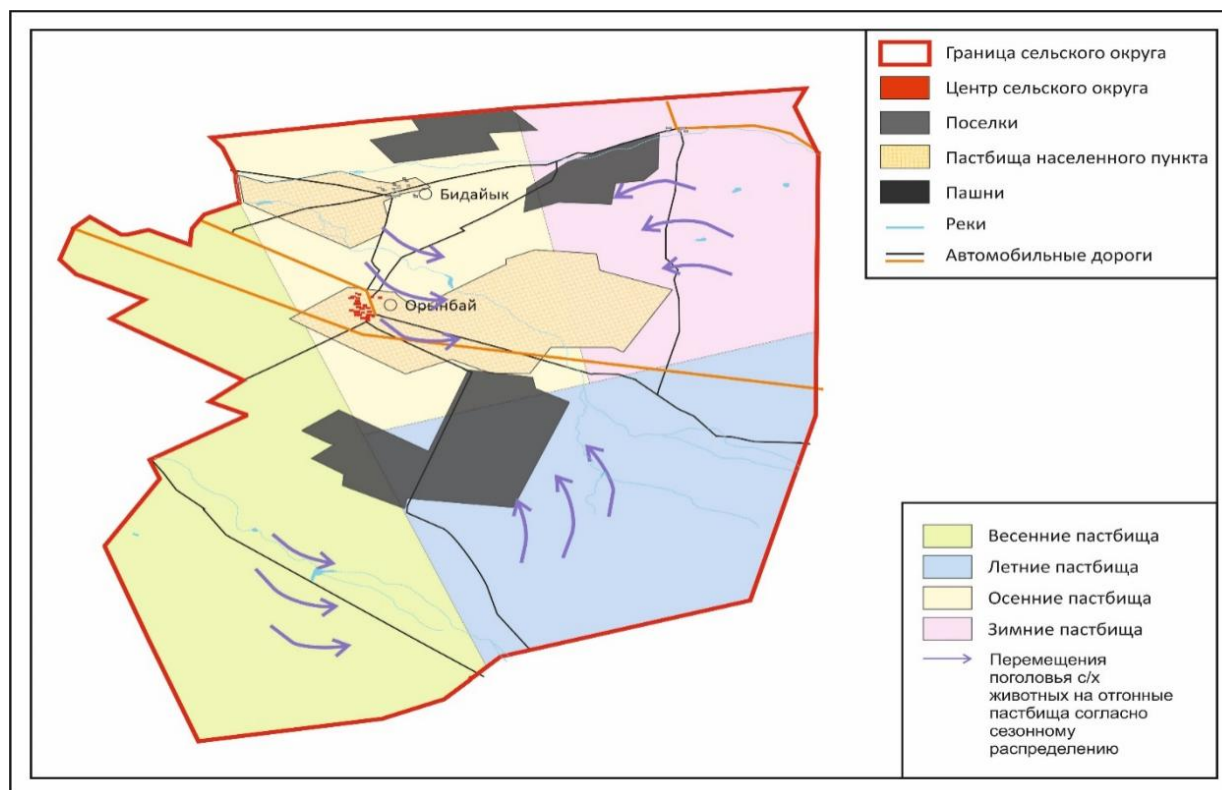 Граница сельского округа
Центр сельского округа
Поселки
Пастбища населенного пункта
Пашни
Реки
Автомобильные дороги
Бидайык
Орынбай
Весенние пастбища
Летние пастбища
Осенние пастбища
Зимние пастбища
Перемещения
поголовья с/х
животных на отгонные
пастбища согласно
сезонному
распределению